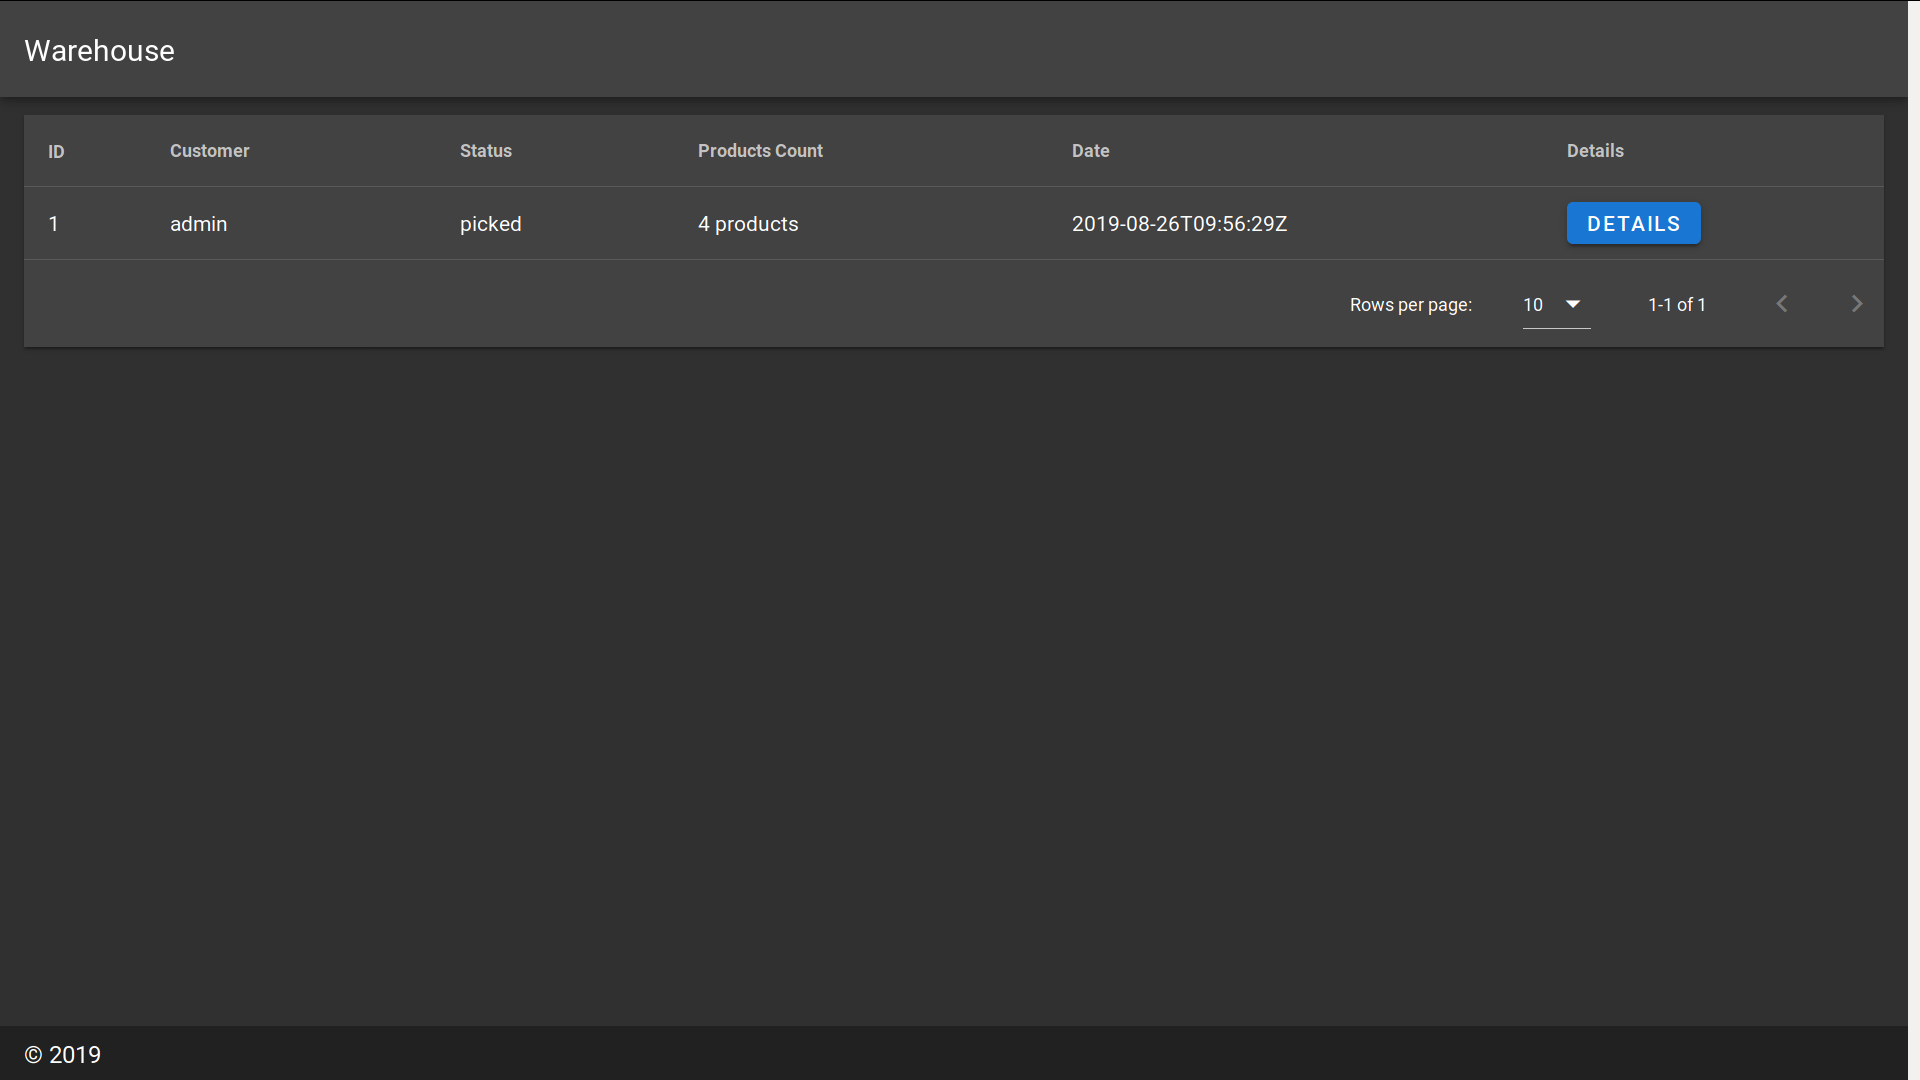 Warehouse
ID Customer Status Products Count Date Details
1 admin picked 4 products 2019-08-26T09:56:29Z DETAILS
Rows per page: 10 1-1 of 1
© 2019